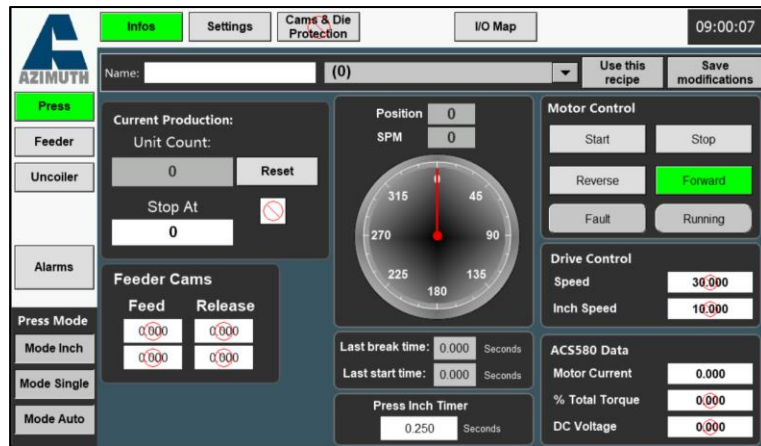 Infos
Settings
Cams & Die
Protection
I/O Map
09:00:07
AZIMUTH
Name:
(0)
Use this
recipe
Save
modifications
Press
Feeder
Uncoiler
Alarms
Press Mode
Mode Inch
Mode Single
Mode Auto
Current Production:
Unit Count:
0
Reset
Stop At
0
Feeder Cams
Feed Release
0.000 0.000
0.000 0.000
Position 0
SPM 0
0
45
90
135
180
225
270
315
Last break time: 0.000 Seconds
Last start time: 0.000 Seconds
Press Inch Timer
0.250 Seconds
Motor Control
Start Stop
Reverse Forward
Fault Running
Drive Control
Speed 30.000
Inch Speed 10.000
ACS580 Data
Motor Current 0.000
% Total Torque 0.000
DC Voltage 0.000